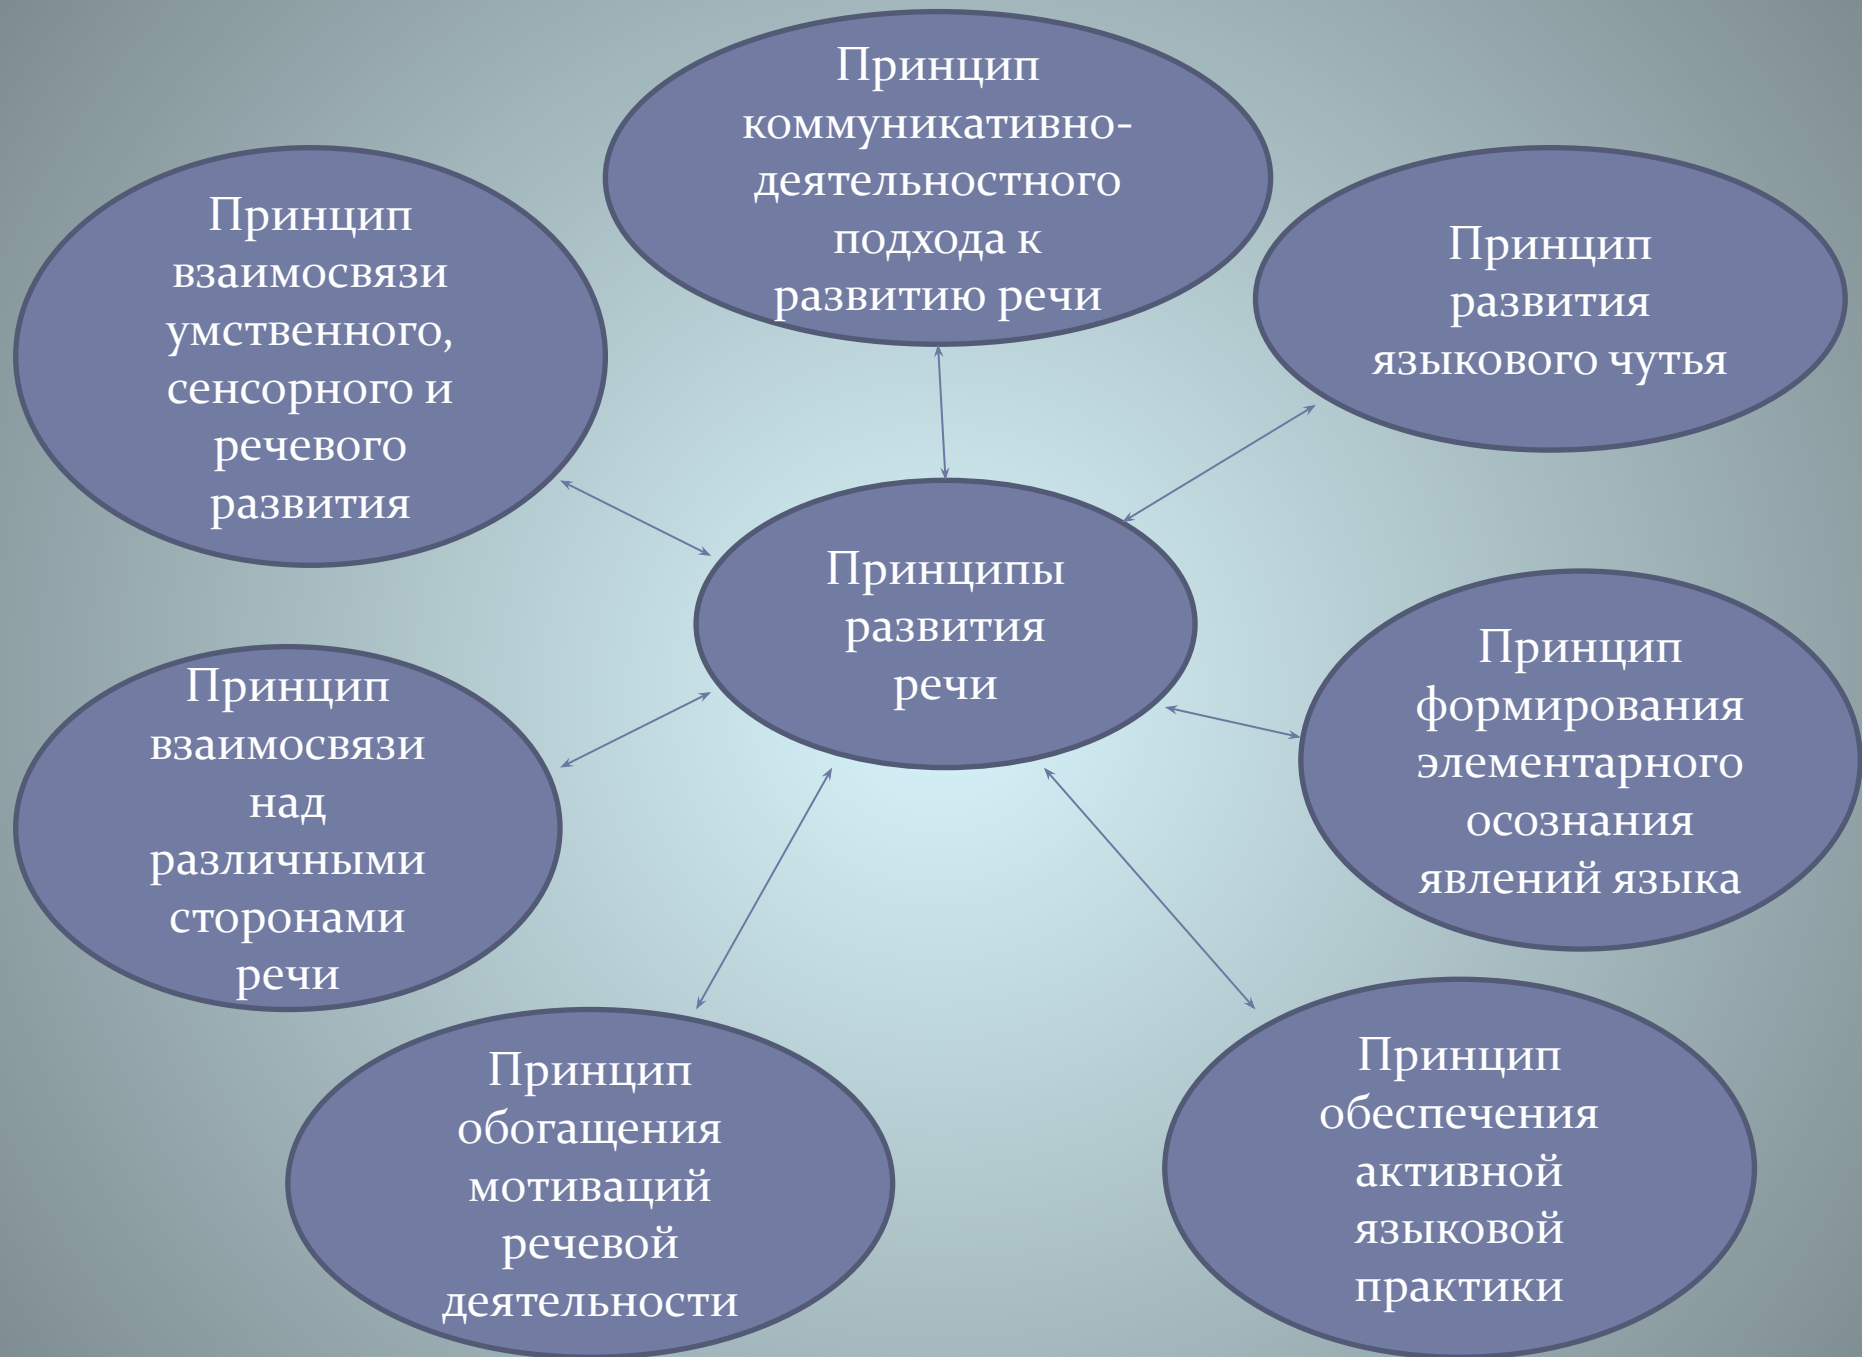 Принцип
коммуникативно-
деятельностного
подхода к
развитию речи
Принцип
взаимосвязи
умственного,
сенсорного и
речевого
развития
Принцип
развития
языкового чутья
Принципы
развития
речи
Принцип
взаимосвязи
над
различными
сторонами
речи
Принцип
формирования
элементарного
осознания
явлений языка
Принцип
обогащения
мотиваций
речевой
деятельности
Принцип
обеспечения
активной
языковой
практики